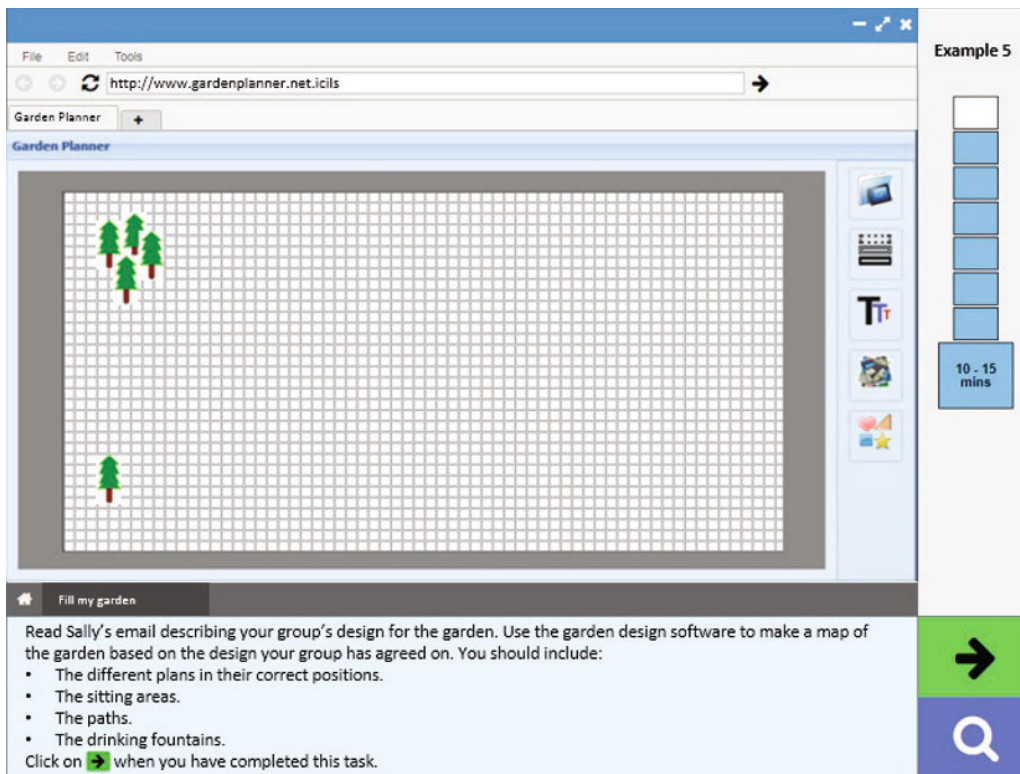 Example 5
File Edit Tools
http://www.gardenplanner.net.icils
Garden Planner +
Garden Planner
TTT
10 - 15
mins
Fill my garden
Read Sally's email describing your group's design for the garden. Use the garden design software to make a map of
the garden based on the design your group has agreed on. You should include:
• The different plans in their correct positions.
• The sitting areas.
• The paths.
• The drinking fountains.
Click on → when you have completed this task.